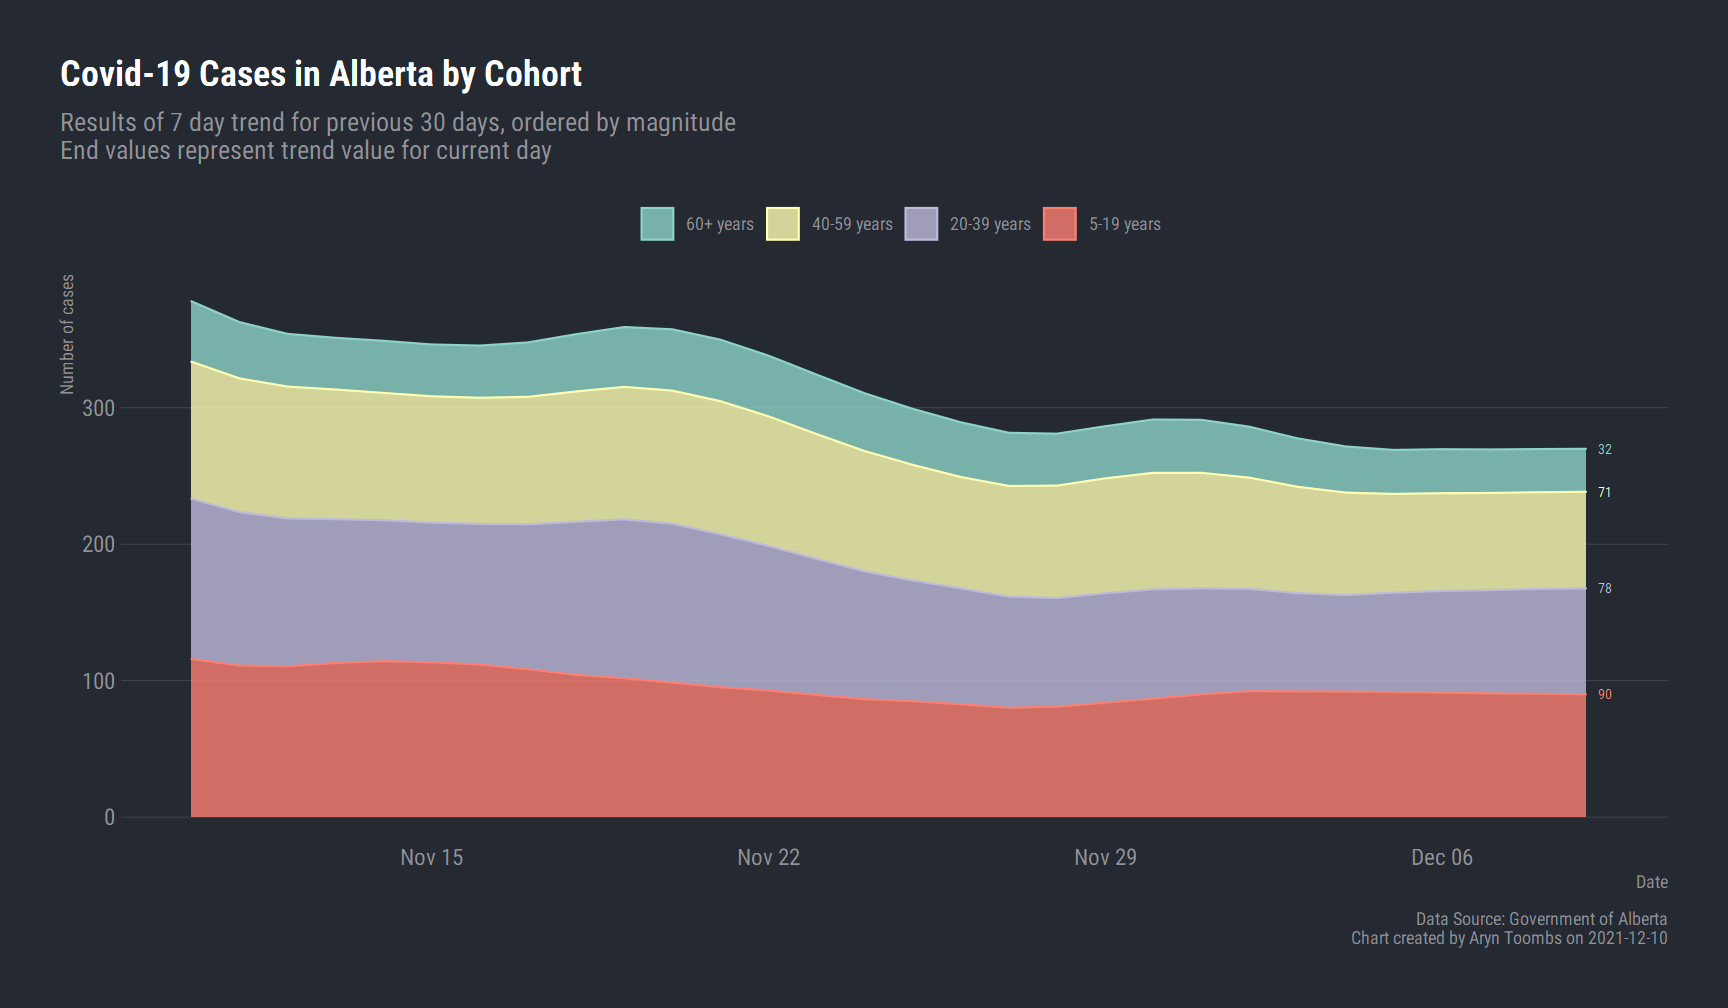 Covid-19 Cases in Alberta by Cohort
Results of 7 day trend for previous 30 days, ordered by magnitude
End values represent trend value for current day
60+ years
40-59 years
20-39 years
5-19 years
Number of cases
300
200
100
0
32
71
78
90
Nov 15
Nov 22
Nov 29
Dec 06
Date
Data Source: Government of Alberta
Chart created by Aryn Toombs on 2021-12-10